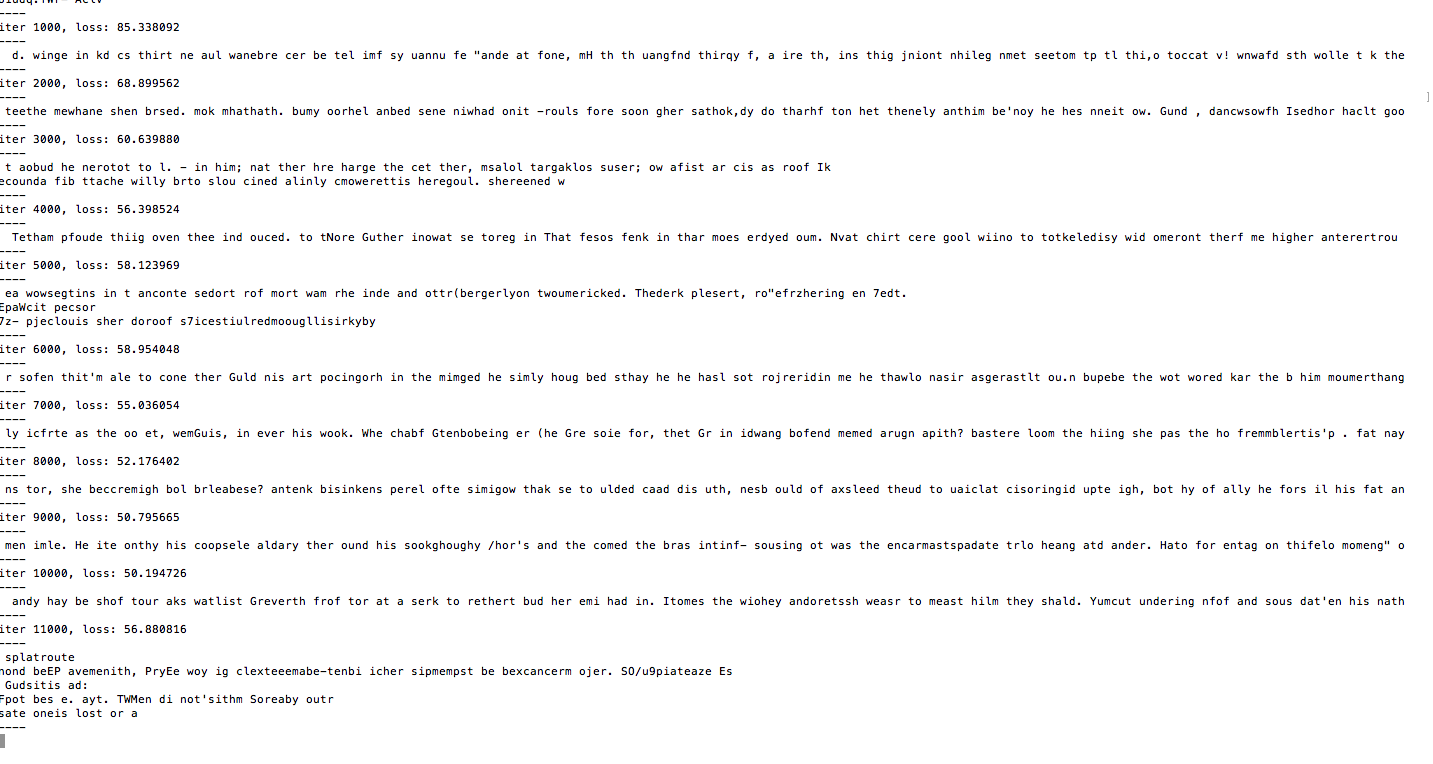 ----
iter 1000, loss: 85.338092
----
d. winge in kd cs thirt ne aul wanebre cer be tel imf sy uannu fe "ande at fone, mH th th uangfnd thirqy f, a ire th, ins thig jniont nhileg nmet seetom tp tl thi,o toccat v! wnwafd sth wolle t k the
----
iter 2000, loss: 68.899562
----
teethe mewhane shen brsed. mok mhathath. bumy oorhel anbed sene niwhad onit -rouls fore soon gher sathok,dy do tharhf ton het thenely anthim be'noy he hes nneit ow. Gund , dancwsowfh Isedhor haclt goo
----
iter 3000, loss: 60.639880
----
t aobud he nerotot to l. - in him; nat ther hre harge the cet ther, msalol targaklos suser; ow afist ar cis as roof Ik
ecounda fib ttache willy brto slou cined alinly cmowerettis heregoul. shereened w
----
iter 4000, loss: 56.398524
----
Tetham pfoude thiig oven thee ind ouced. to tNore Guther inowat se toreg in That fesos fenk in thar moes erdyed oum. Nvat chirt cere gool wiino to totkeledisy wid omeront therf me higher anterertrou
----
iter 5000, loss: 58.123969
----
ea wowsegtins in t anconte sedort rof mort wam rhe inde and ottr(bergerlyon twoumericked. Thederk plesert, ro"efrzhering en 7edt.
EpaWcit pecsor
7z- pjeclouis sher doroof s7icestiulredmoougllisirkyby
----
iter 6000, loss: 58.954048
----
r sofen thit'm ale to cone ther Guld nis art pocingorh in the mimged he simly houg bed sthay he he hasl sot rojreridin me he thawlo nasir asgerastlt ou.n bupebe the wot wored kar the b him moumerthang
----
iter 7000, loss: 55.036054
----
ly icfrte as the oo et, wemGuis, in ever his wook. Whe chabf Gtenbobeing er (he Gre soie for, thet Gr in idwang bofend memed arugn apith? bastere loom the hiing she pas the ho fremmblertis'p . fat nay
----
iter 8000, loss: 52.176402
----
ns tor, she beccremigh bol brleabese? antenk bisinkens perel ofte simigow thak se to ulded caad dis uth, nesb ould of axsleed theud to uaiclat cisoringid upte igh, bot hy of ally he fors il his fat an
----
iter 9000, loss: 50.795665
----
men imle. He ite onthy his coopsele aldary ther ound his sookghoughy /hor's and the comed the bras intinf- sousing ot was the encarmastspadate trlo heang atd ander. Hato for entag on thifelo momeng" o
----
iter 10000, loss: 50.194726
----
andy hay be shof tour aks watlist Greverth frof tor at a serk to rethert bud her emi had in. Itomes the wiohey andoretssh weasr to meast hilm they shald. Yumcut undering nfof and sous dat'en his nath
----
iter 11000, loss: 56.880816
----
splatroute
nond beEP avemenith, PryEe woy ig clexteeemabe-tenbi icher sipmempst be bexcancerm ojer. SO/u9piateaze Es
Gudsitis ad:
Fpot bes e. ayt. TWMen di not'sithm Soreaby outr
sate oneis lost or a
----